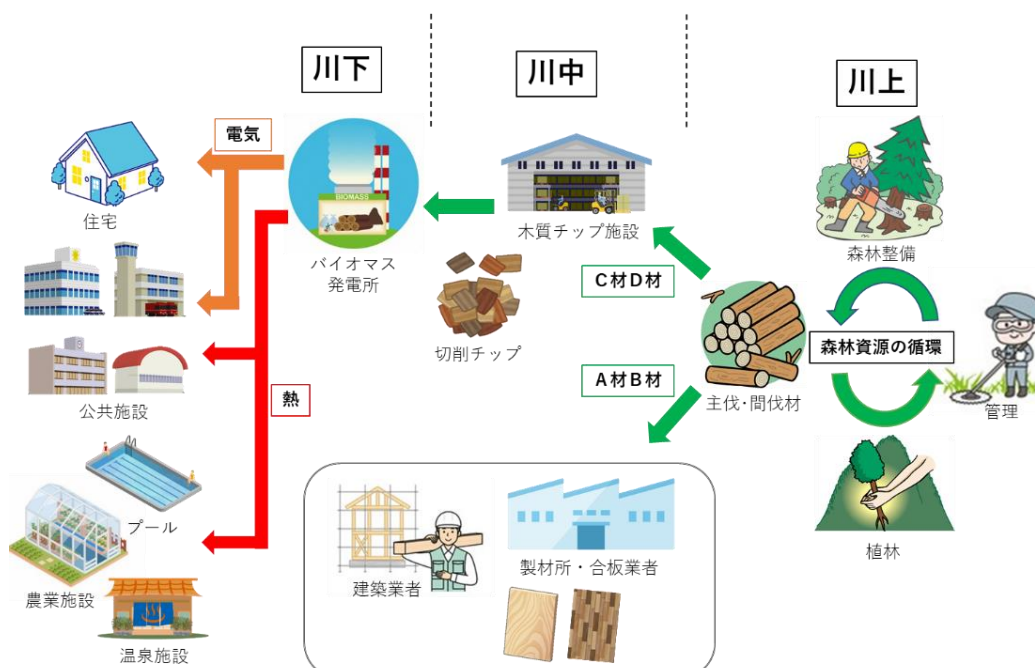 川下
川中
川上
電気
住宅
BIOMASS
バイオマス
発電所
木質チップ施設
森林整備
C材D材
切削チップ
森林資源の循環
A材B材
主伐・間伐材
管理
熱
公共施設
プール
植林
農業施設
温泉施設
建築業者
製材所・合板業者